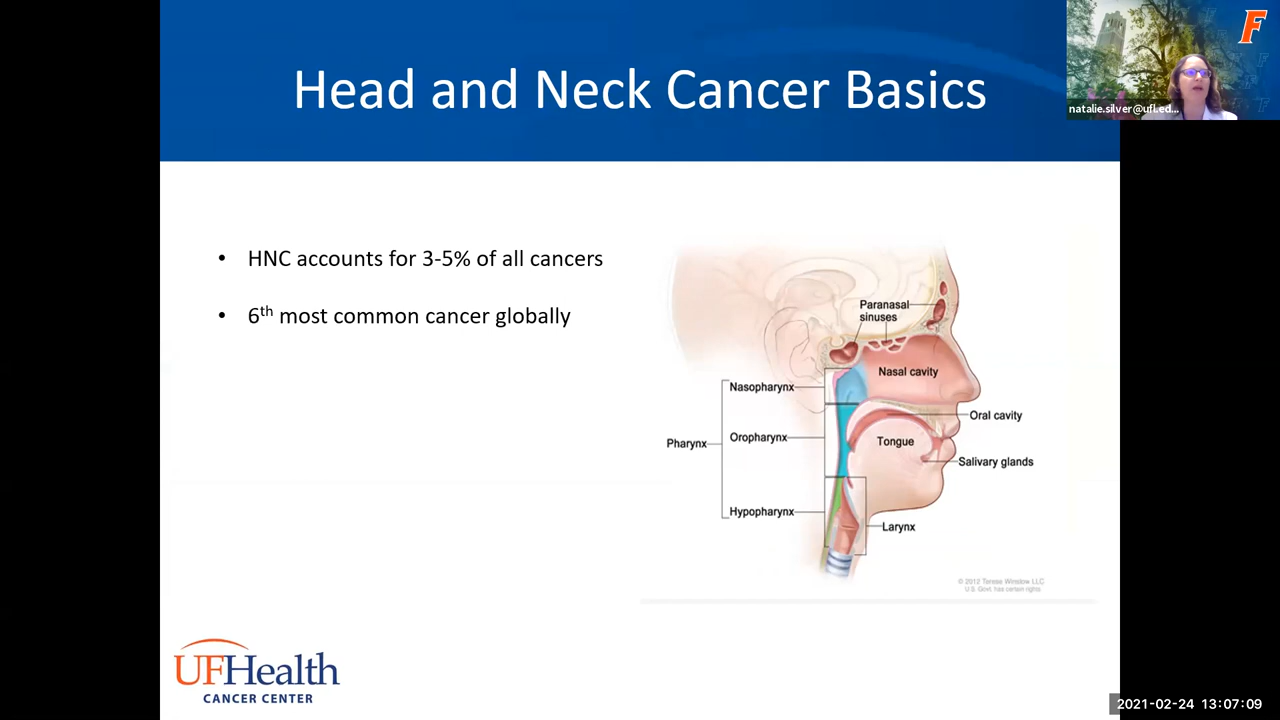 Head and Neck Cancer Basics
F
natalie.silver@ufl.ed...
• HNC accounts for 3-5% of all cancers
• 6th most common cancer globally
Paranasal
sinuses
Nasal cavity
Nasopharynx
Oral cavity
Oropharynx
Tongue
Pharynx
Salivary glands
Hypopharynx
Larynx
© 2012 Terese Winslow LLC
U.S. Govt. has certain rights
UFHealth
CANCER CENTER
2021-02-24 13:07:09